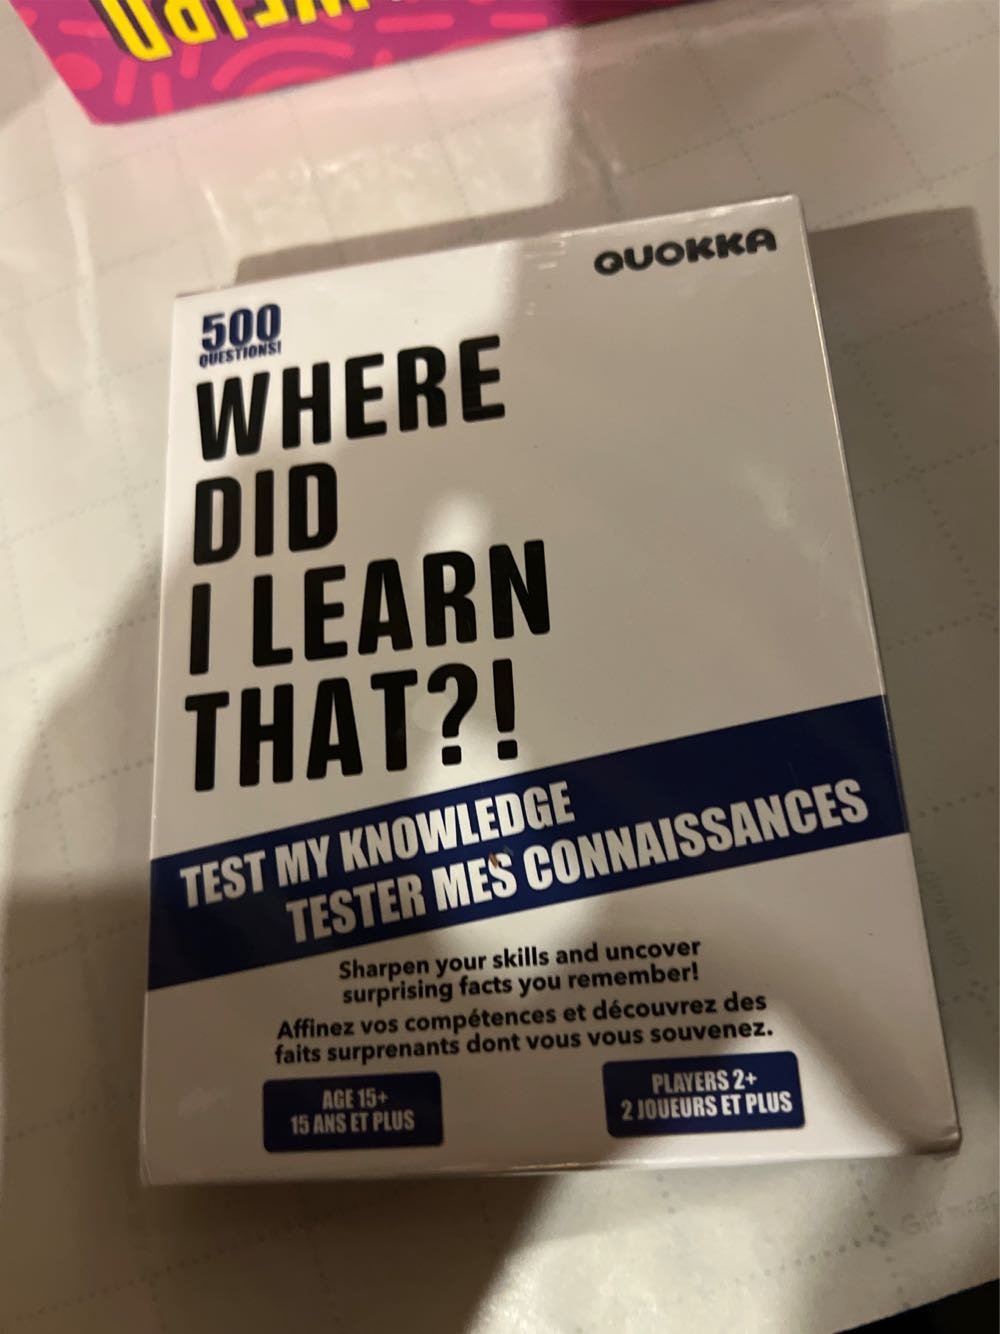 WEIRD
QUOKKA
500
QUESTIONS!
WHERE
DID
I LEARN
THAT?!
TEST MY KNOWLEDGE
TESTER MES CONNAISSANCES
Sharpen your skills and uncover
surprising facts you remember!
Affinez vos compétences et découvrez des
faits surprenants dont vous vous souvenez.
AGE 15+
15 ANS ET PLUS
PLAYERS 2+
2 JOUEURS ET PLUS